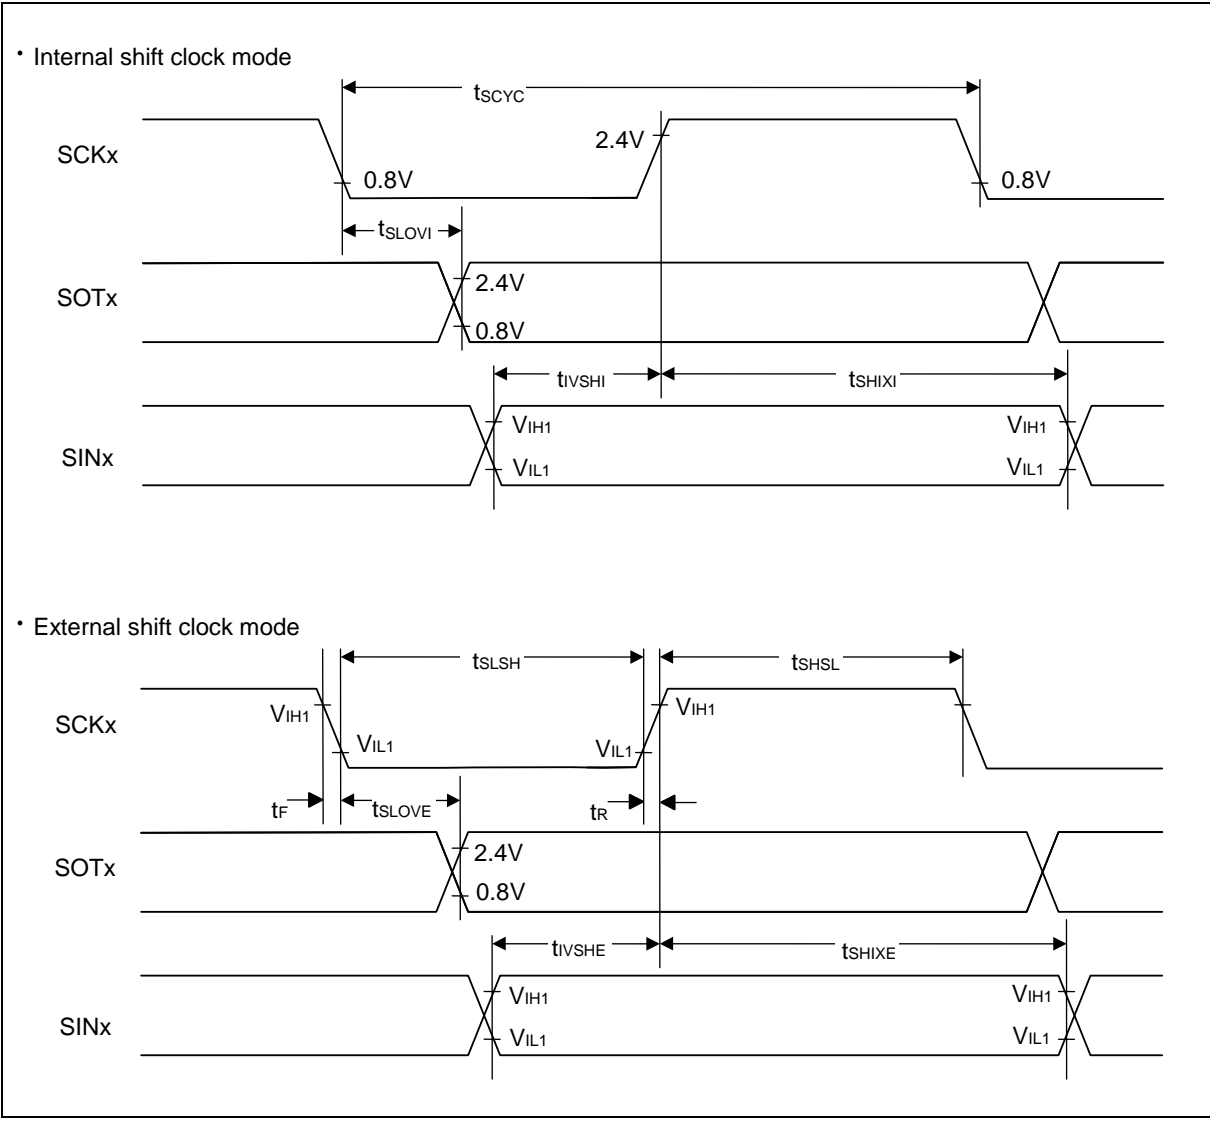 ・ Internal shift clock mode
tSCYC
SCKx
2.4V
0.8V
0.8V
tSLOVI
SOTx
2.4V
0.8V
tIVSHI
tSHIXI
VIH1
VIH1
SINx
VIL1
VIL1
・ External shift clock mode
tSLSH
tSHSL
SCKx
VIH1
VIH1
VIL1
VIL1
tF
tSLOVE
tR
SOTx
2.4V
0.8V
tIVSHE
tSHIXE
VIH1
VIH1
SINx
VIL1
VIL1